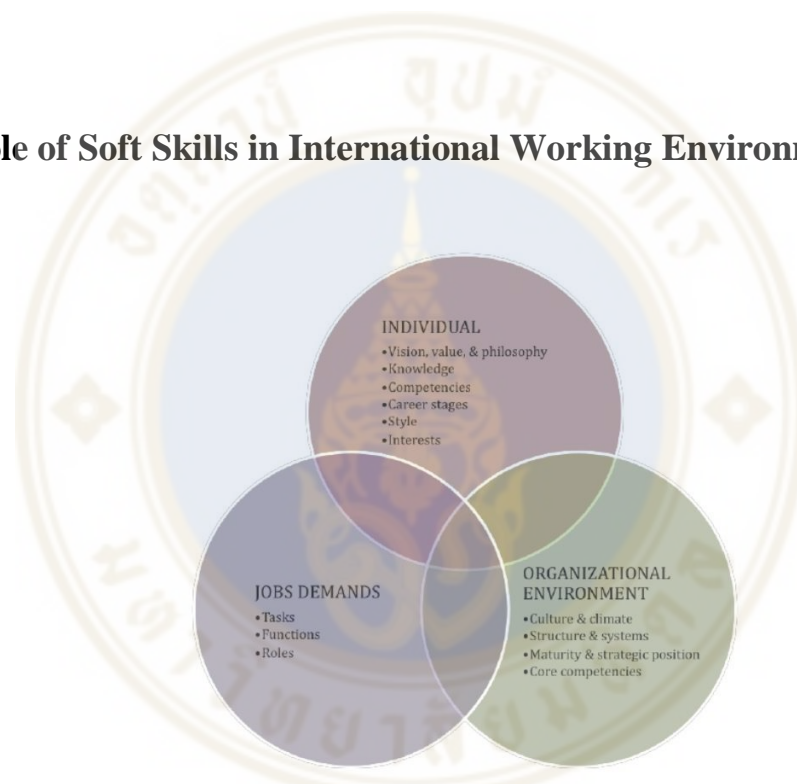 le of Soft Skills in International Working Environ
INDIVIDUAL
•Vision, value, & philosophy
•Knowledge
•Competencies
•Career stages
•Style
•Interests
JOBS DEMANDS
•Tasks
•Functions
•Roles
ORGANIZATIONAL
ENVIRONMENT
•Culture & climate
•Structure & systems
•Maturity & strategic position
•Core competencies